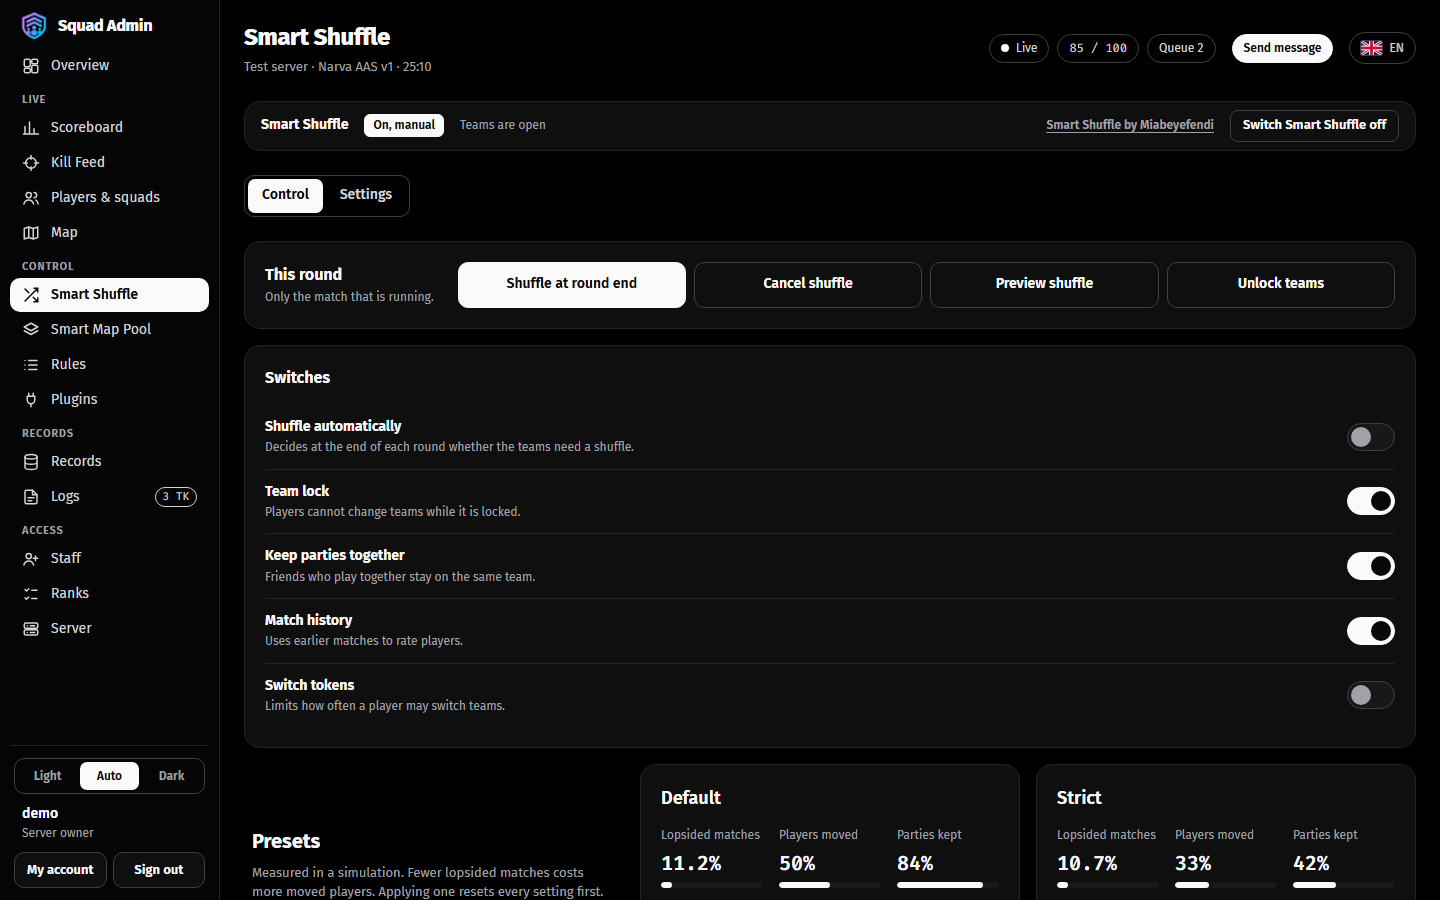 Squad Admin
Overview
LIVE
Scoreboard
Kill Feed
Players & squads
Map
CONTROL
Smart Shuffle
Smart Map Pool
Rules
Plugins
RECORDS
Records
Logs
3 TK
ACCESS
Staff
Ranks
Server
Light
Auto
Dark
demo
Server owner
My account
Sign out
Smart Shuffle
Test server · Narva AAS v1 · 25:10
Live
85 / 100
Queue 2
Send message
EN
Smart Shuffle
On, manual
Teams are open
Smart Shuffle by Miabeyefendi
Switch Smart Shuffle off
Control
Settings
This round
Only the match that is running.
Shuffle at round end
Cancel shuffle
Preview shuffle
Unlock teams
Switches
Shuffle automatically
Decides at the end of each round whether the teams need a shuffle.
Team lock
Players cannot change teams while it is locked.
Keep parties together
Friends who play together stay on the same team.
Match history
Uses earlier matches to rate players.
Switch tokens
Limits how often a player may switch teams.
Presets
Measured in a simulation. Fewer lopsided matches costs
more moved players. Applying one resets every setting first.
Default
Lopsided matches
Players moved
Parties kept
11.2%
50%
84%
Strict
Lopsided matches
Players moved
Parties kept
10.7%
33%
42%